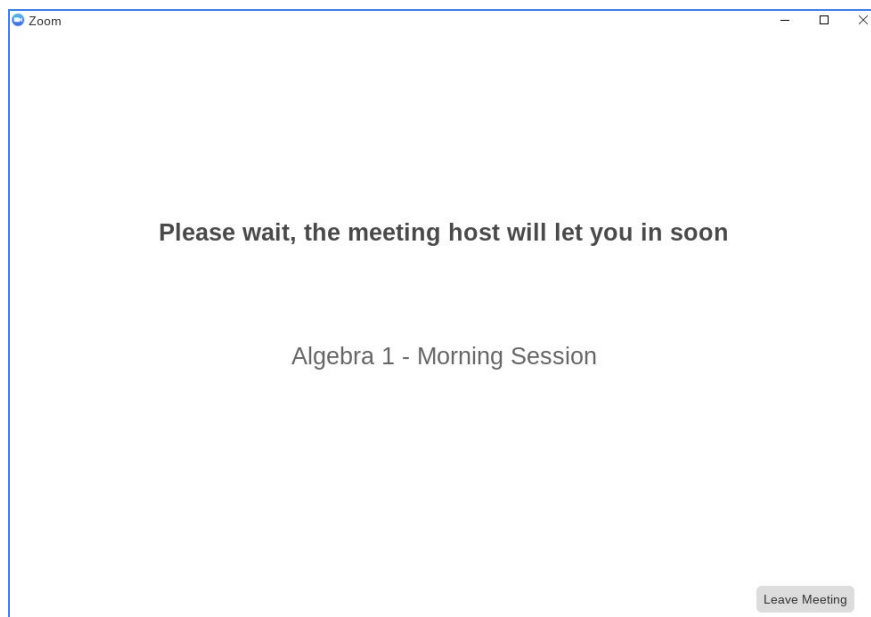 Zoom
Please wait, the meeting host will let you in soon
Algebra 1 - Morning Session
Leave Meeting